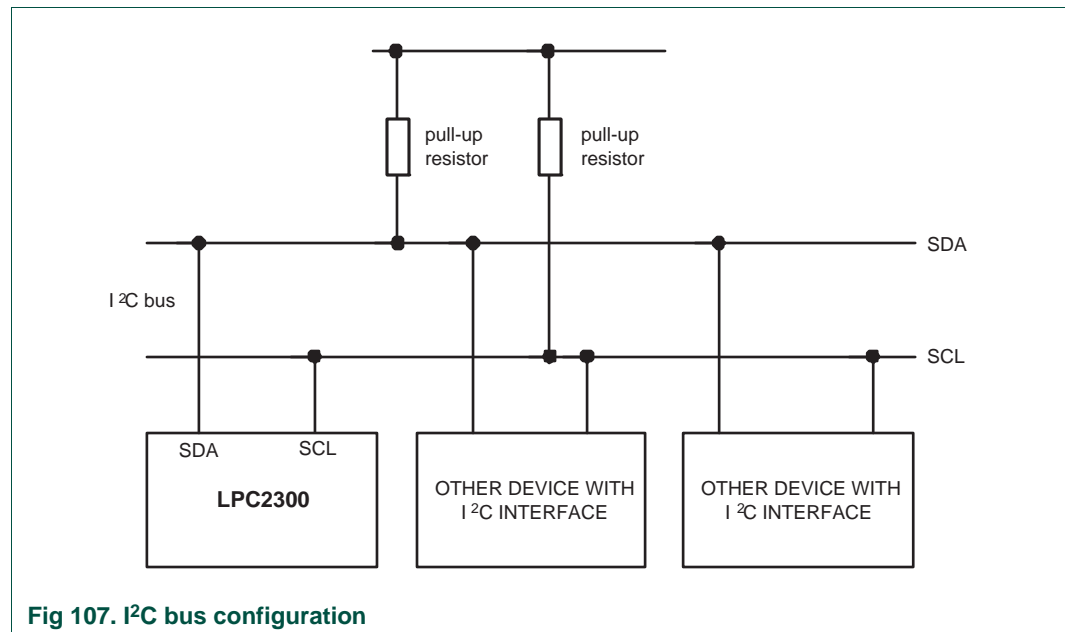 pull-up
resistor
pull-up
resistor
SDA
I ²C bus
SCL
SDA
SCL
LPC2300
OTHER DEVICE WITH
I ²C INTERFACE
OTHER DEVICE WITH
I ²C INTERFACE
Fig 107. I²C bus configuration